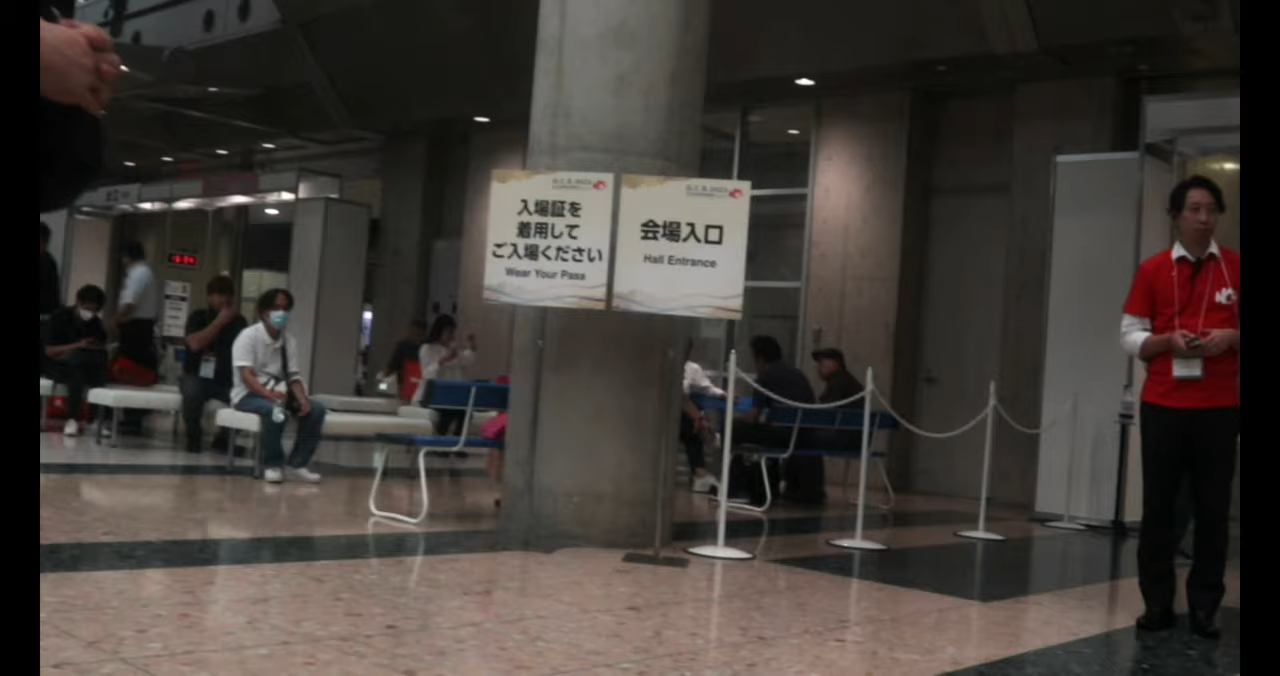 入場証を
着用して
ご入場ください
Wear Your Pass
会場入口
Hall Entrance